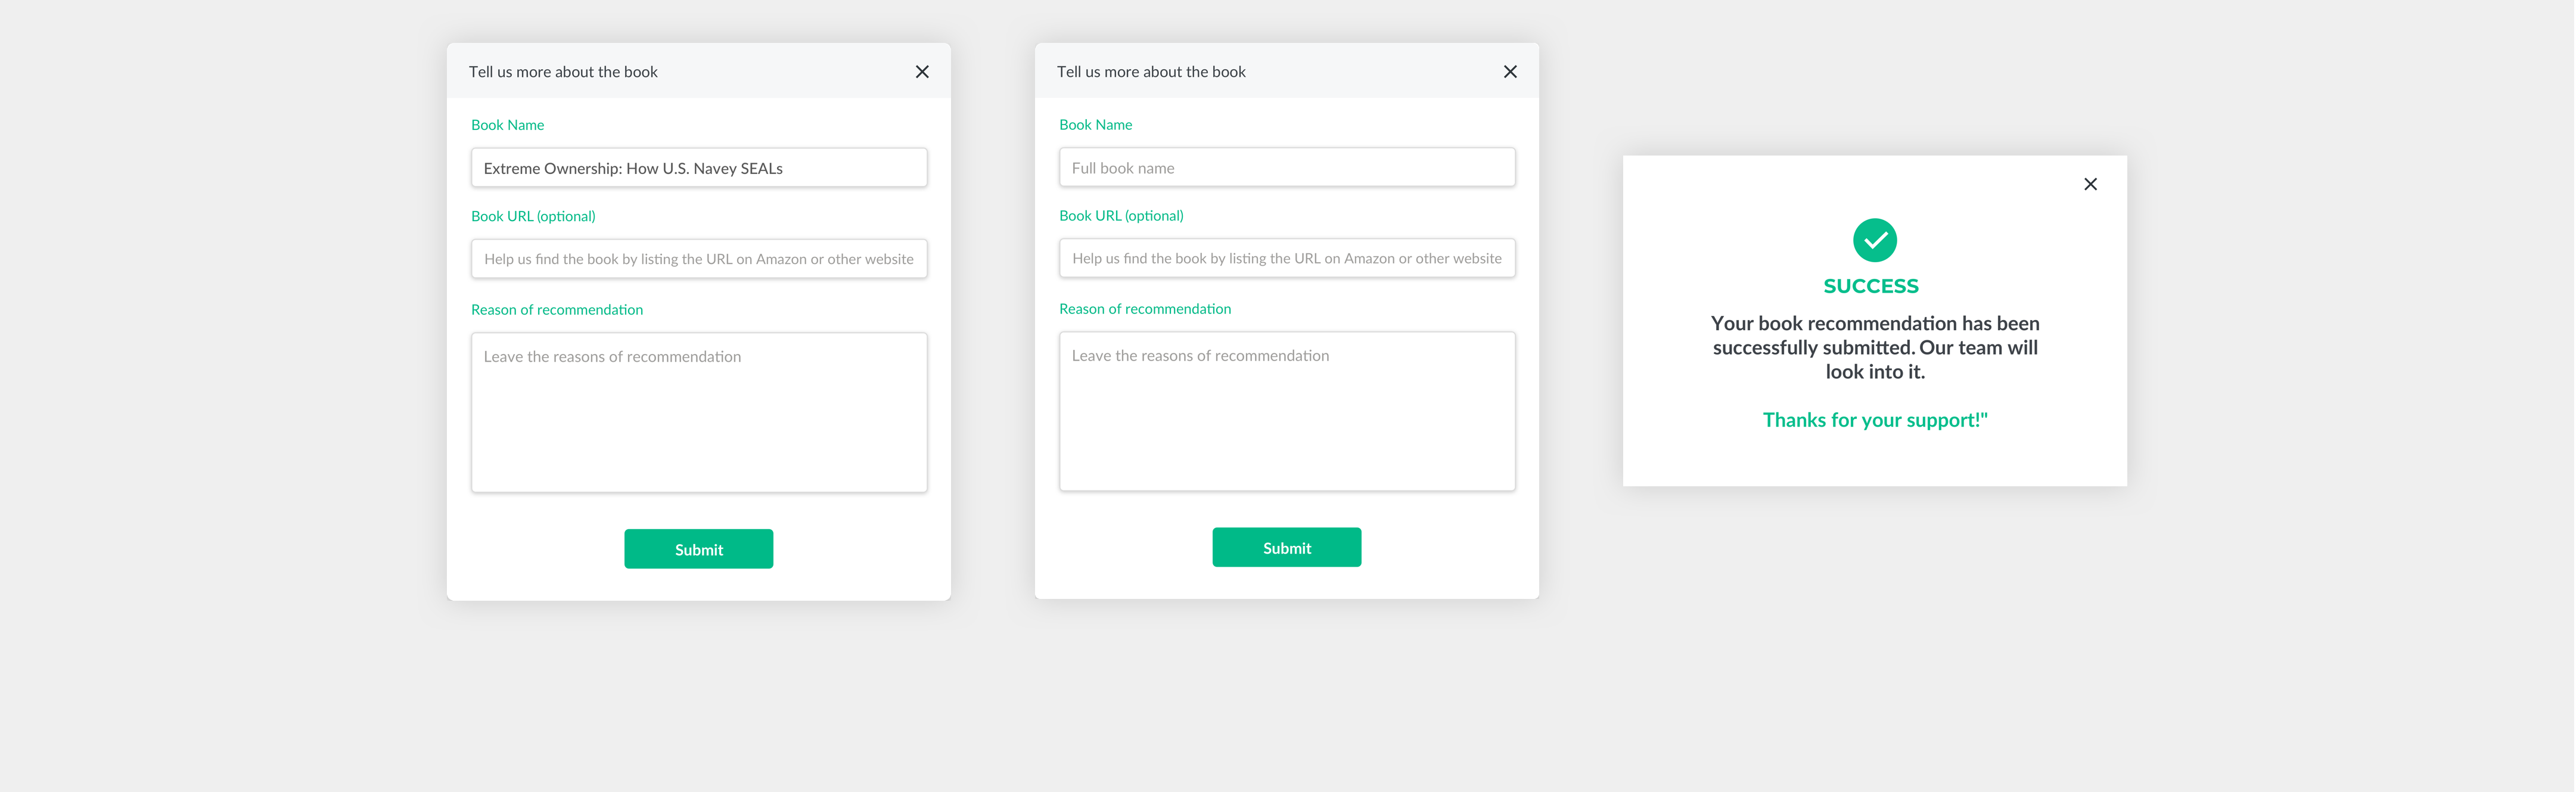 Tell us more about the book
Book Name
Extreme Ownership: How U.S. Navey SEALs
Book URL (optional)
Help us find the book by listing the URL on Amazon or other website
Reason of recommendation
Leave the reasons of recommendation
Submit
Tell us more about the book
Book Name
Full book name
Book URL (optional)
Help us find the book by listing the URL on Amazon or other website
Reason of recommendation
Leave the reasons of recommendation
Submit
SUCCESS
Your book recommendation has been
successfully submitted. Our team will
look into it.
Thanks for your support!"